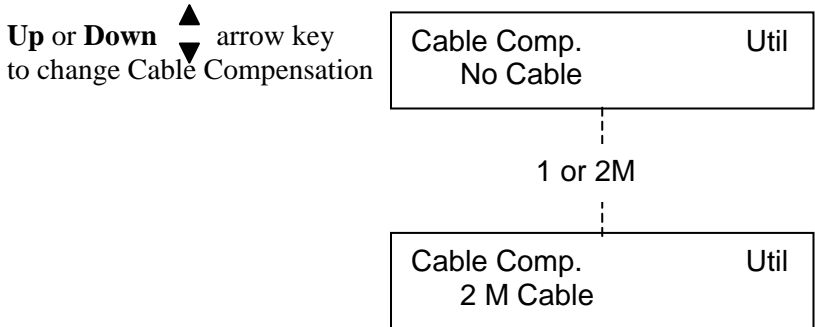 Up or Down ▲▼ arrow key
to change Cable Compensation
Cable Comp. Util
No Cable
1 or 2M
Cable Comp. Util
2 M Cable